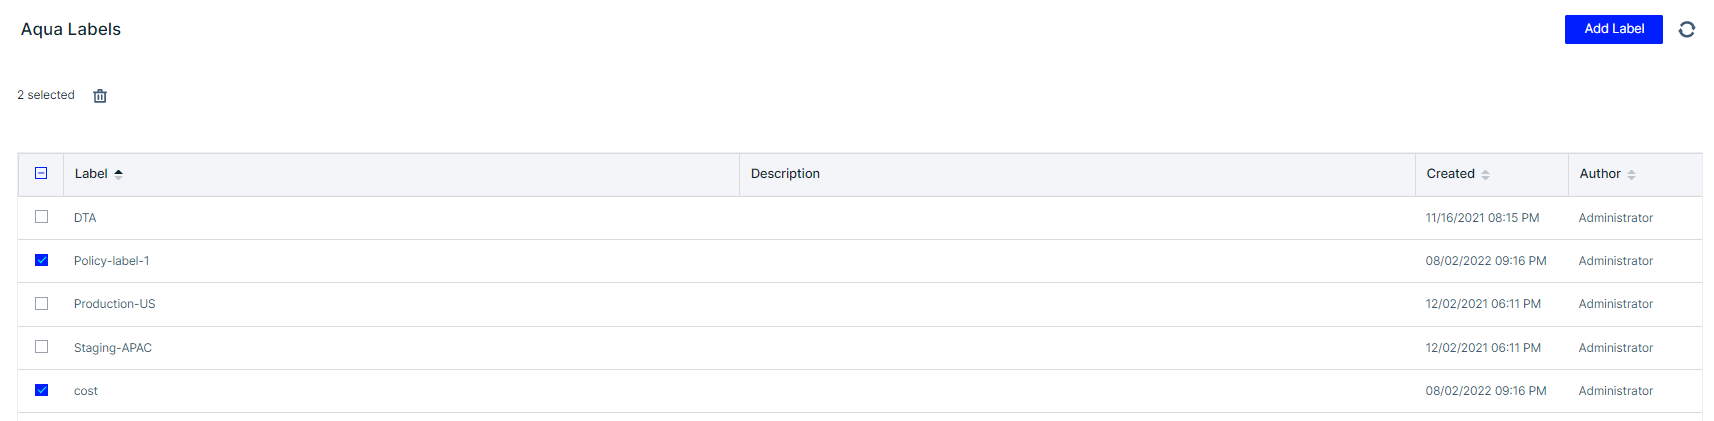 Aqua Labels
Add Label
2 selected
Label Description Created Author
DTA 11/16/2021 08:15 PM Administrator
Policy-label-1 08/02/2022 09:16 PM Administrator
Production-US 12/02/2021 06:11 PM Administrator
Staging-APAC 12/02/2021 06:11 PM Administrator
cost 08/02/2022 09:16 PM Administrator